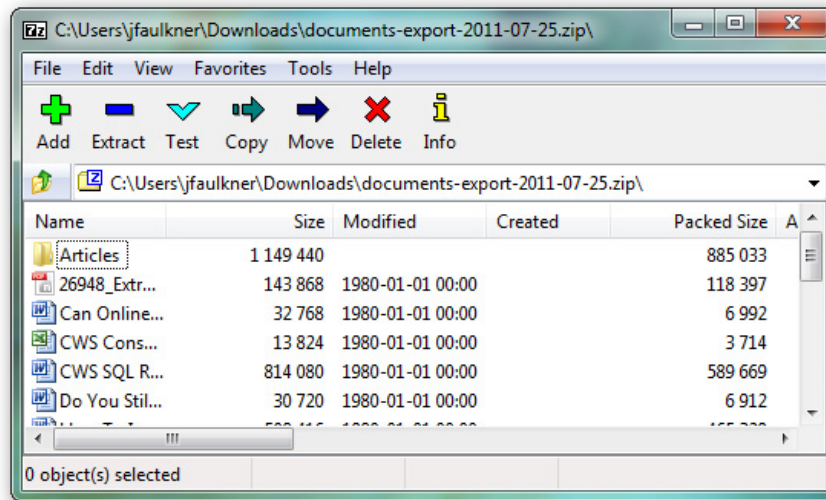 7z C:\Users\jfaulkner\Downloads\documents-export-2011-07-25.zip\
File Edit View Favorites Tools Help
Add Extract Test Copy Move Delete Info
C:\Users\jfaulkner\Downloads\documents-export-2011-07-25.zip\
Name Size Modified Created Packed Size A
Articles 1 149 440 885 033
26948_Extr... 143 868 1980-01-01 00:00 118 397
Can Online... 32 768 1980-01-01 00:00 6 992
CWS Cons... 13 824 1980-01-01 00:00 3 714
CWS SQL R... 814 080 1980-01-01 00:00 589 669
Do You Stil... 30 720 1980-01-01 00:00 6 912
0 object(s) selected